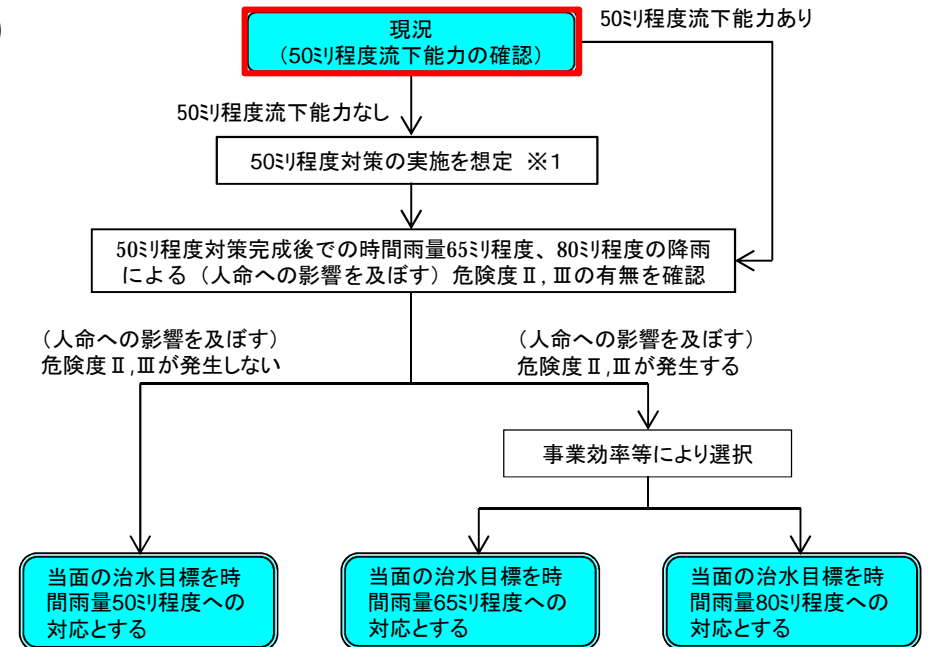 )
50ﾐﾘ程度流下能力あり
現況
（50ﾐﾘ程度流下能力の確認）
50ﾐﾘ程度流下能力なし
50ﾐﾘ程度対策の実施を想定 ※1
50ﾐﾘ程度対策完成後での時間雨量65ﾐﾘ程度、80ﾐﾘ程度の降雨
による（人命への影響を及ぼす）危険度Ⅱ,Ⅲの有無を確認
（人命への影響を及ぼす）
危険度Ⅱ,Ⅲが発生しない
（人命への影響を及ぼす）
危険度Ⅱ,Ⅲが発生する
事業効率等により選択
当面の治水目標を時
間雨量50ﾐﾘ程度への
対応とする
当面の治水目標を時
間雨量65ﾐﾘ程度への
対応とする
当面の治水目標を時
間雨量80ﾐﾘ程度への
対応とする